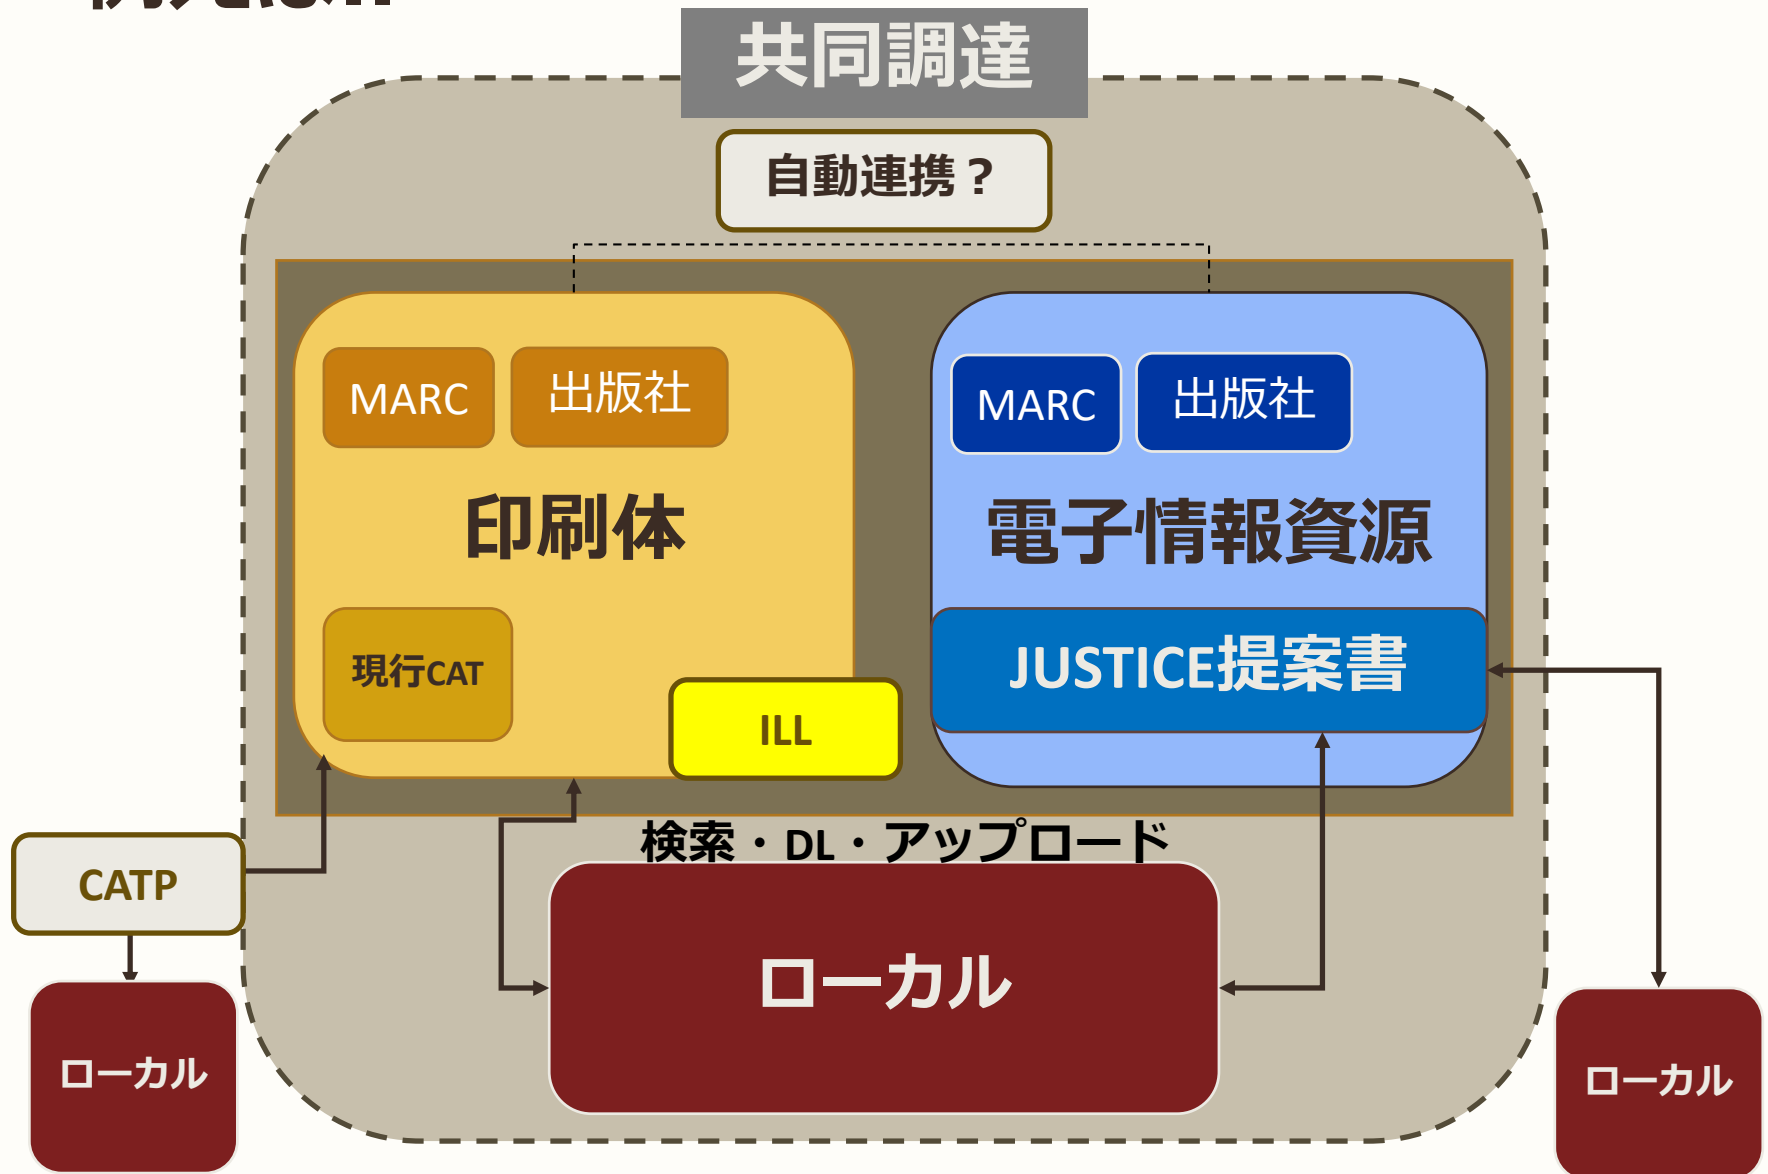 共同調達
自動連携？
MARC
出版社
MARC
出版社
印刷体
電子情報資源
現行CAT
JUSTICE提案書
ILL
検索・DL・アップロード
CATP
ローカル
ローカル
ローカル